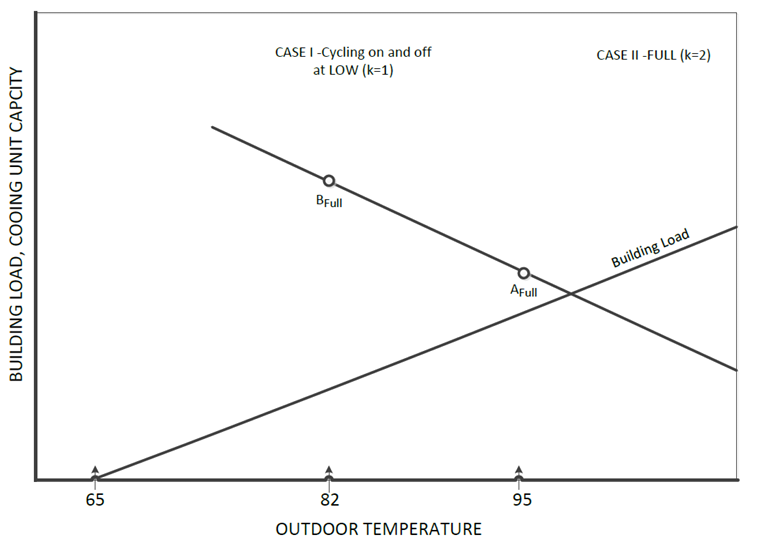 CASE I -Cycling on and off
at LOW (k=1)
CASE II -FULL (k=2)
BUILDING LOAD, COOING UNIT CAPCITY
BFull
Building Load
AFull
65
82
95
OUTDOOR TEMPERATURE